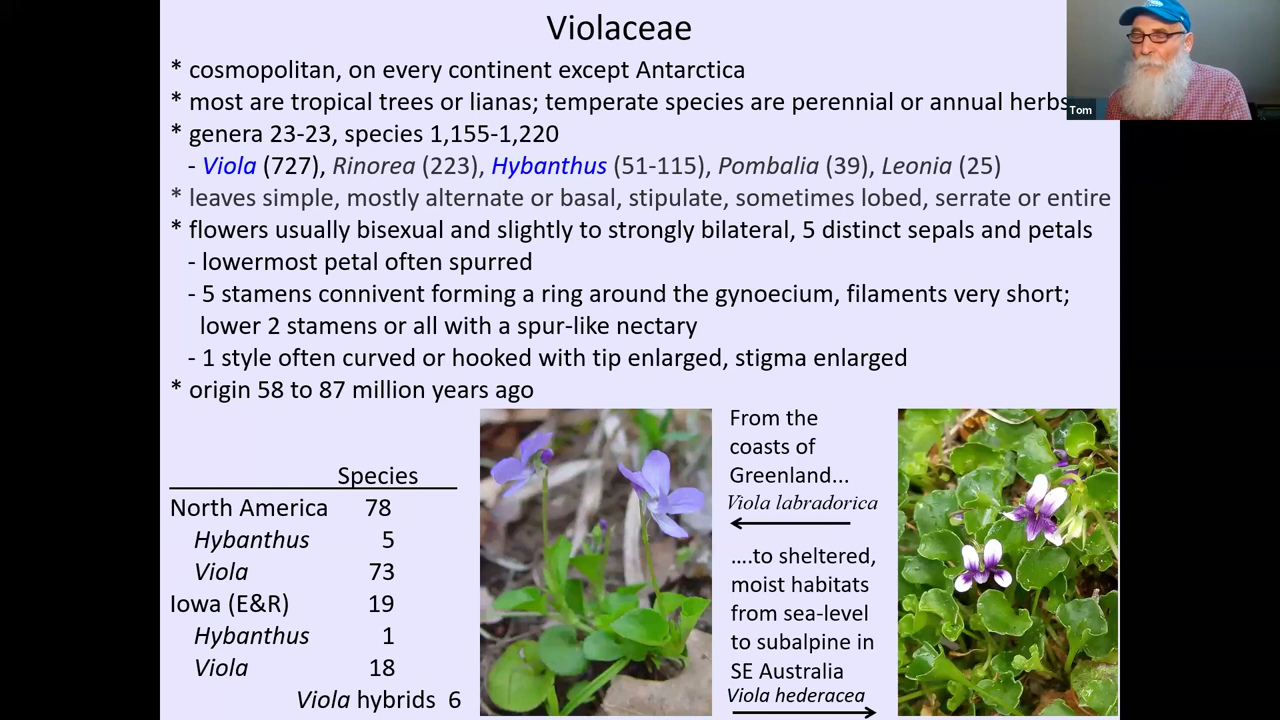 Violaceae
* cosmopolitan, on every continent except Antarctica
* most are tropical trees or lianas; temperate species are perennial or annual herbs
Tom
* genera 23-23, species 1,155-1,220
- Viola (727), Rinorea (223), Hybanthus (51-115), Pombalia (39), Leonia (25)
* leaves simple, mostly alternate or basal, stipulate, sometimes lobed, serrate or entire
* flowers usually bisexual and slightly to strongly bilateral, 5 distinct sepals and petals
- lowermost petal often spurred
- 5 stamens connivent forming a ring around the gynoecium, filaments very short;
lower 2 stamens or all with a spur-like nectary
- 1 style often curved or hooked with tip enlarged, stigma enlarged
* origin 58 to 87 million years ago
Species
North America 78
Hybanthus 5
Viola 73
Iowa (E&R) 19
Hybanthus 1
Viola 18
Viola hybrids 6
From the
coasts of
Greenland...
Viola labradorica
....to sheltered,
moist habitats
from sea-level
to subalpine in
SE Australia
Viola hederacea